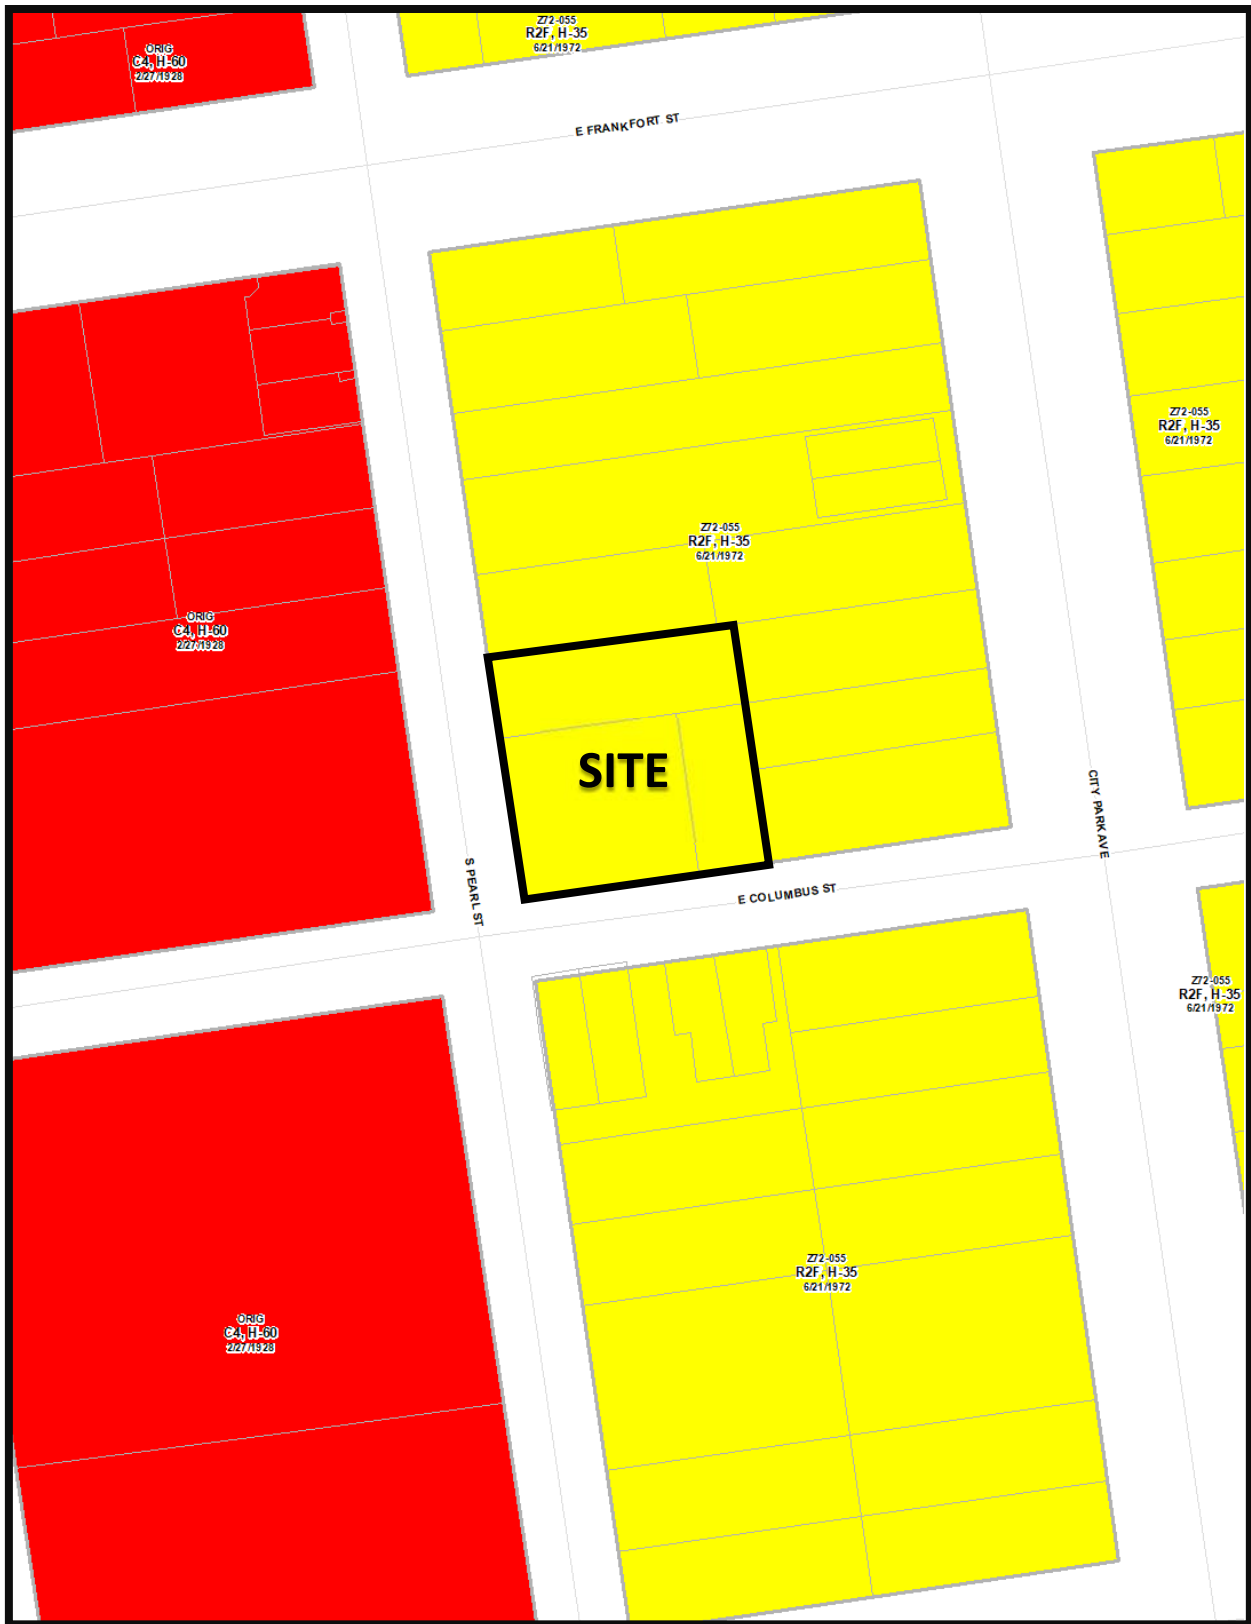 Z72-055
R2F, H-35
6/21/1972
ORIG
C4, H-60
2/27/1928
E FRANKFORT ST
Z72-055
R2F, H-35
6/21/1972
Z72-055
R2F, H-35
6/21/1972
ORIG
C4, H-60
2/27/1928
SITE
CITY PARK AVE
S PEARL ST
E COLUMBUS ST
Z72-055
R2F, H-35
6/21/1972
Z72-055
R2F, H-35
6/21/1972
ORIG
C4, H-60
2/27/1928